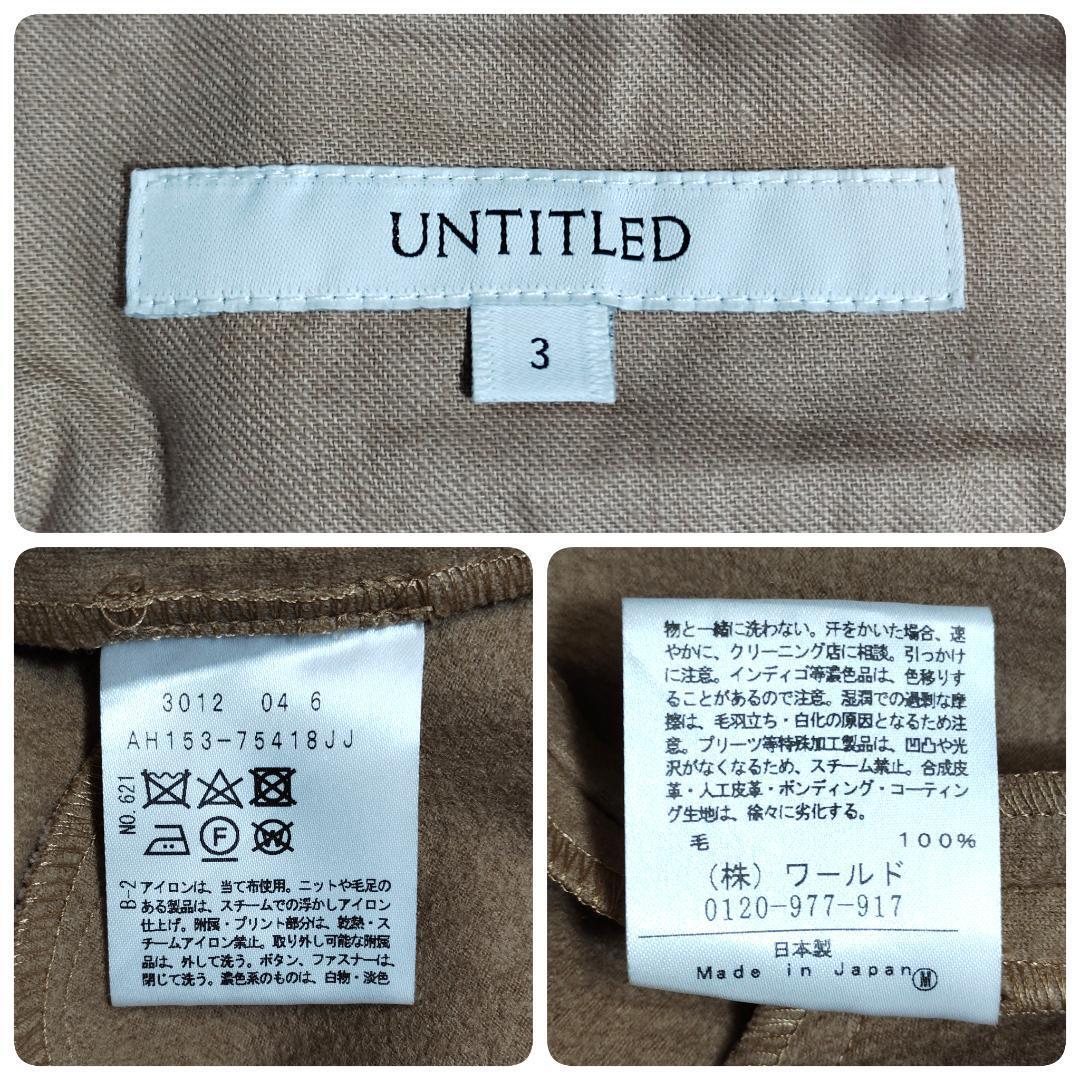 UNTITLED
3
3012 04 6
AH153-75418JJ
NO.621
F
W
B-2
アイロンは、当て布使用。ニットや毛足の
ある製品は、スチームでの浮かしアイロン
仕上げ。附属・プリント部分は、乾熱・ス
チームアイロン禁止。取り外し可能な附属
品は、外して洗う。ボタン、ファスナーは、
閉じて洗う。濃色系のものは、白物・淡色
物と一緒に洗わない。汗をかいた場合、速
やかに、クリーニング店に相談。引っかけ
に注意。インディゴ等濃色品は、色移りす
ることがあるので注意。湿潤での過剰な摩
擦は、毛羽立ち・白化の原因となるため注
意。プリーツ等特殊加工製品は、凹凸や光
沢がなくなるため、スチーム禁止。合成皮
革・人工皮革・ボンディング・コーティン
グ生地は、徐々に劣化する。
毛 100%
(株)ワールド
0120-977-917
日本製
Made in Japan M